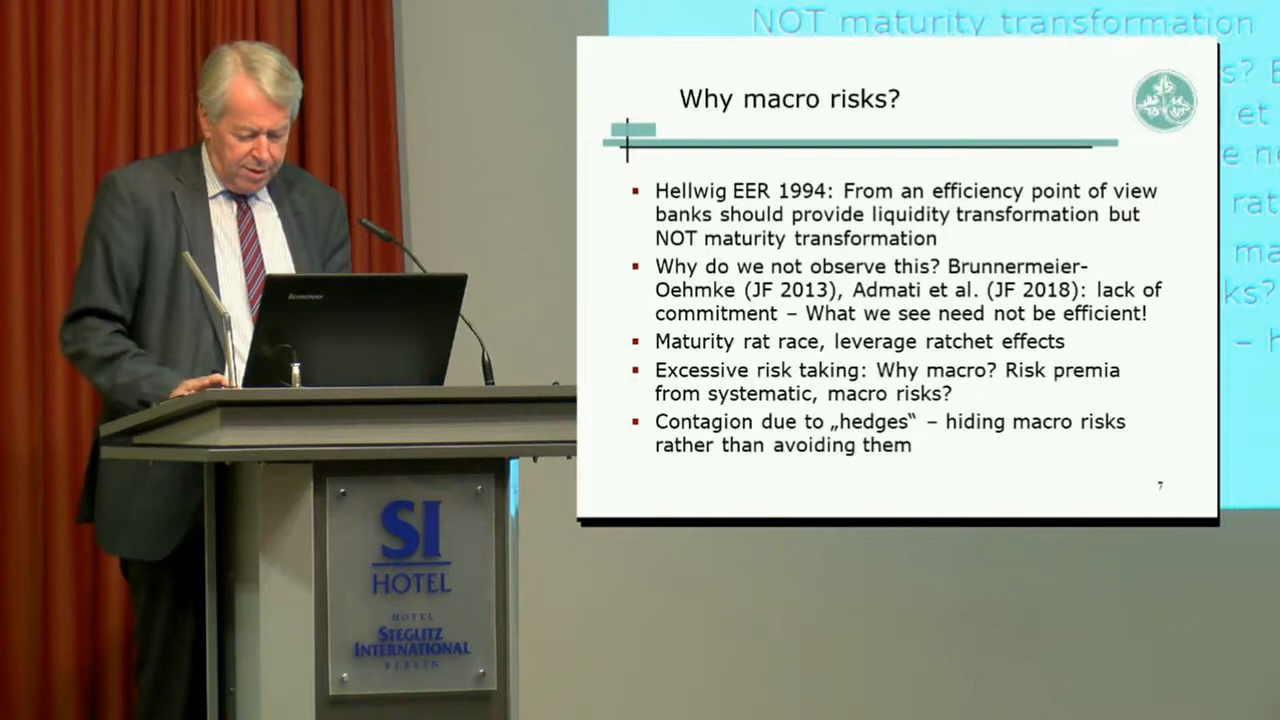 NOT maturity transformation
Why macro risks?
▪ Hellwig EER 1994: From an efficiency point of view
banks should provide liquidity transformation but
NOT maturity transformation
▪ Why do we not observe this? Brunnermeier-
Oehmke (JF 2013), Admati et al. (JF 2018): lack of
commitment – What we see need not be efficient!
▪ Maturity rat race, leverage ratchet effects
▪ Excessive risk taking: Why macro? Risk premia
from systematic, macro risks?
▪ Contagion due to „hedges“ – hiding macro risks
rather than avoiding them
7
lenovo
SI
HOTEL
HOTEL
STEGLITZ
INTERNATIONAL
BERLIN